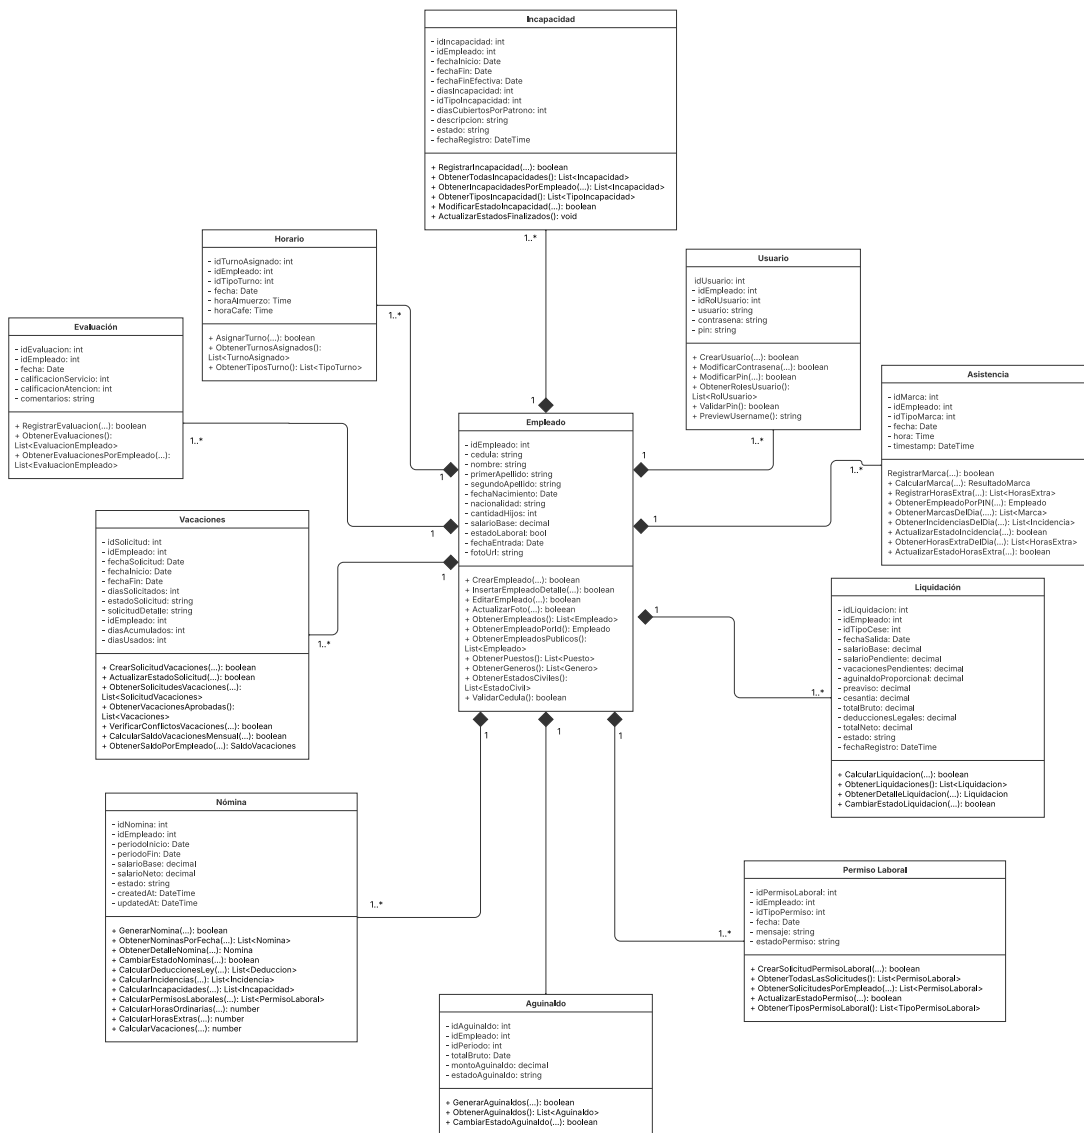 Incapacidad
- idIncapacidad: int
- idEmpleado: int
- fechaInicio: Date
- fechaFin: Date
- fechaFinEfectiva: Date
- diasIncapacidad: int
- idTipoIncapacidad: int
- diasCubiertosPorPatrono: int
- descripcion: string
- estado: string
- fechaRegistro: DateTime
+ RegistrarIncapacidad(...): boolean
+ ObtenerTodasIncapacidades(): List<Incapacidad>
+ ObtenerIncapacidadesPorEmpleado(...): List<Incapacidad>
+ ObtenerTiposIncapacidad(): List<TipoIncapacidad>
+ ModificarEstadoIncapacidad(...): boolean
+ ActualizarEstadosFinalizados(): void
1..*
Horario
- idTurnoAsignado: int
- idEmpleado: int
- idTipoTurno: int
- fecha: Date
- horaAlmuerzo: Time
- horaCafe: Time
+ AsignarTurno(...): boolean
+ ObtenerTurnosAsignados():
List<TurnoAsignado>
+ ObtenerTiposTurno(): List<TipoTurno>
1..*
Usuario
idUsuario: int
- idEmpleado: int
- idRolUsuario: int
- usuario: string
- contrasena: string
- pin: string
+ CrearUsuario(...): boolean
+ ModificarContrasena(...): boolean
+ ModificarPin(...): boolean
+ ObtenerRolesUsuario():
List<RolUsuario>
+ ValidarPin(): boolean
+ PreviewUsername(): string
1..*
Evaluación
- idEvaluacion: int
- idEmpleado: int
- fecha: Date
- calificacionServicio: int
- calificacionAtencion: int
- comentarios: string
+ RegistrarEvaluacion(...): boolean
+ ObtenerEvaluaciones():
List<EvaluacionEmpleado>
+ ObtenerEvaluacionesPorEmpleado(...):
List<EvaluacionEmpleado>
1..*
Asistencia
- idMarca: int
- idEmpleado: int
- idTipoMarca: int
- fecha: Date
- hora: Time
- timestamp: DateTime
RegistrarMarca(...): boolean
+ CalcularMarca(...): ResultadoMarca
+ RegistrarHorasExtra(...): List<HorasExtra>
+ ObtenerEmpleadoPorPIN(...): Empleado
+ ObtenerMarcasDelDia(....): List<Marca>
+ ObtenerIncidenciasDelDia(...): List<Incidencia>
+ ActualizarEstadoIncidencia(...): boolean
+ ObtenerHorasExtraDelDia(...): List<HorasExtra>
+ ActualizarEstadoHorasExtra(...): boolean
1..*
1
1
1
1
1
1
Empleado
- idEmpleado: int
- cedula: string
- nombre: string
- primerApellido: string
- segundoApellido: string
- fechaNacimiento: Date
- nacionalidad: string
- cantidadHijos: int
- salarioBase: decimal
- estadoLaboral: bool
- fechaEntrada: Date
- fotoUrl: string
+ CrearEmpleado(...): boolean
+ InsertarEmpleadoDetalle(...): boolean
+ EditarEmpleado(...): boolean
+ ActualizarFoto(...): boleean
+ ObtenerEmpleados(): List<Empleado>
+ ObtenerEmpleadoPorId(): Empleado
+ ObtenerEmpleadosPublicos():
List<Empleado>
+ ObtenerPuestos(): List<Puesto>
+ ObtenerGeneros(): List<Genero>
+ ObtenerEstadosCiviles():
List<EstadoCivil>
+ ValidarCedula(): boolean
1
1
1
1
Vacaciones
- idSolicitud: int
- idEmpleado: int
- fechaSolicitud: Date
- fechaInicio: Date
- fechaFin: Date
- diasSolicitados: int
- estadoSolicitud: string
- solicitudDetalle: string
- idEmpleado: int
- diasAcumulados: int
- diasUsados: int
+ CrearSolicitudVacaciones(...): boolean
+ ActualizarEstadoSolicitud(...): boolean
+ ObtenerSolicitudesVacaciones(...):
List<SolicitudVacaciones>
+ ObtenerVacacionesAprobadas():
List<Vacaciones>
+ VerificarConflictosVacaciones(...): boolean
+ CalcularSaldoVacacionesMensual(...): boolean
+ ObtenerSaldoPorEmpleado(...): SaldoVacaciones
1..*
Liquidación
- idLiquidacion: int
- idEmpleado: int
- idTipoCese: int
- fechaSalida: Date
- salarioBase: decimal
- salarioPendiente: decimal
- vacacionesPendientes: decimal
- aguinaldoProporcional: decimal
- preaviso: decimal
- cesantia: decimal
- totalBruto: decimal
- deduccionesLegales: decimal
- totalNeto: decimal
- estado: string
- fechaRegistro: DateTime
+ CalcularLiquidacion(...): boolean
+ ObtenerLiquidaciones(): List<Liquidacion>
+ ObtenerDetalleLiquidacion(...): Liquidacion
+ CambiarEstadoLiquidacion(...): boolean
1..*
Nómina
- idNomina: int
- idEmpleado: int
- periodoInicio: Date
- periodoFin: Date
- salarioBase: decimal
- salarioNeto: decimal
- estado: string
- createdAt: DateTime
- updatedAt: DateTime
+ GenerarNomina(...): boolean
+ ObtenerNominasPorFecha(...): List<Nomina>
+ ObtenerDetalleNomina(...): Nomina
+ CambiarEstadoNominas(...): boolean
+ CalcularDeduccionesLey(...): List<Deduccion>
+ CalcularIncidencias(...): List<Incidencia>
+ CalcularIncapacidades(...): List<Incapacidad>
+ CalcularPermisosLaborales(...): List<PermisoLaboral>
+ CalcularHorasOrdinarias(...): number
+ CalcularHorasExtras(...): number
+ CalcularVacaciones(...): number
1..*
Permiso Laboral
- idPermisoLaboral: int
- idEmpleado: int
- idTipoPermiso: int
- fecha: Date
- mensaje: string
- estadoPermiso: string
+ CrearSolicitudPermisoLaboral(...): boolean
+ ObtenerTodasLasSolicitudes(): List<PermisoLaboral>
+ ObtenerSolicitudesPorEmpleado(...): List<PermisoLaboral>
+ ActualizarEstadoPermiso(...): boolean
+ ObtenerTiposPermisoLaboral(): List<TipoPermisoLaboral>
1..*
Aguinaldo
- idAguinaldo: int
- idEmpleado: int
- idPeriodo: int
- totalBruto: Date
- montoAguinaldo: decimal
- estadoAguinaldo: string
+ GenerarAguinaldos(...): boolean
+ ObtenerAguinaldos(): List<Aguinaldo>
+ CambiarEstadoAguinaldo(...): boolean